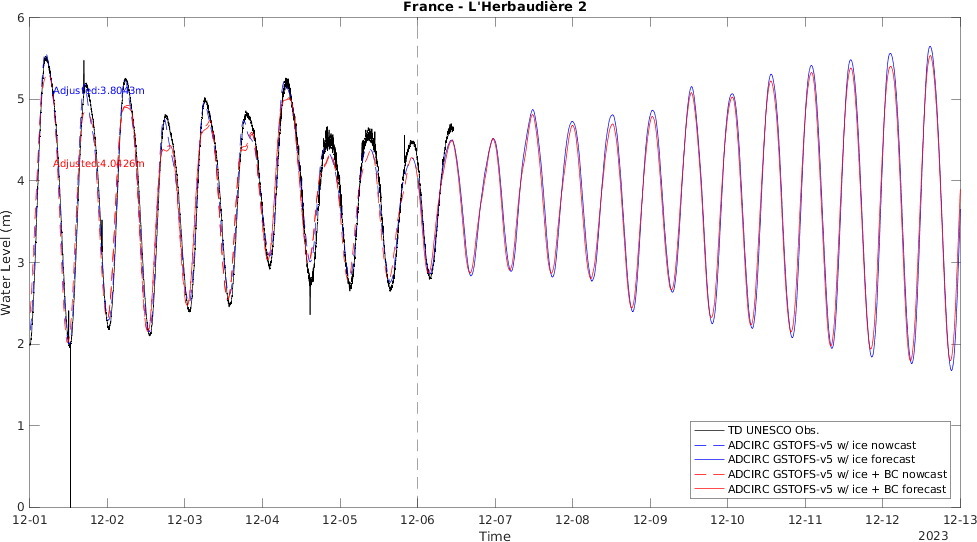 France - L'Herbaudière 2
6
5
4
3
2
1
0
Water Level (m)
Adjusted:3.8043m
Adjusted:4.0426m
TD UNESCO Obs.
ADCIRC GSTOFS-v5 w/ ice nowcast
ADCIRC GSTOFS-v5 w/ ice forecast
ADCIRC GSTOFS-v5 w/ ice + BC nowcast
ADCIRC GSTOFS-v5 w/ ice + BC forecast
12-01 12-02 12-03 12-04 12-05 12-06 12-07 12-08 12-09 12-10 12-11 12-12 12-13
Time
2023